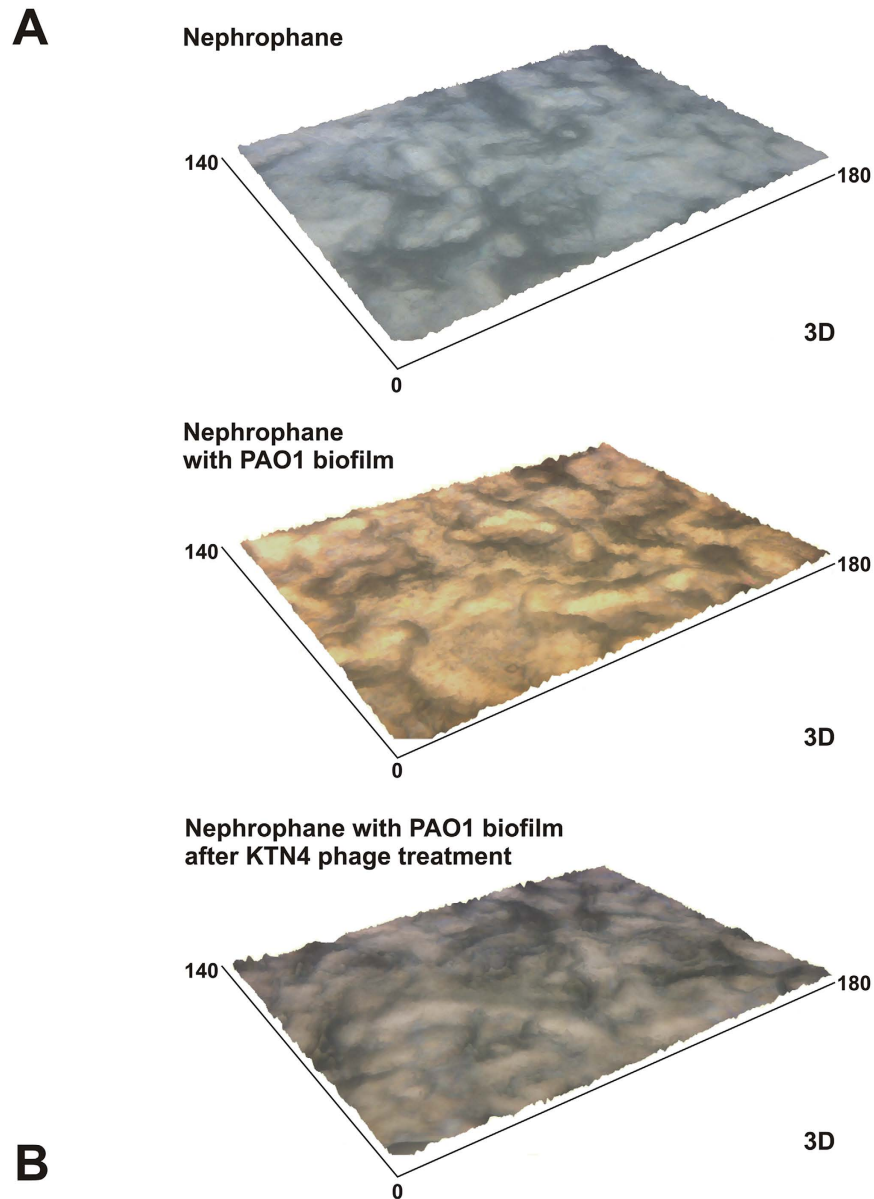 A
Nephrophane
140
180
3D
0
Nephrophane
with PAO1 biofilm
140
180
3D
0
Nephrophane with PAO1 biofilm
after KTN4 phage treatment
140
180
3D
B
0